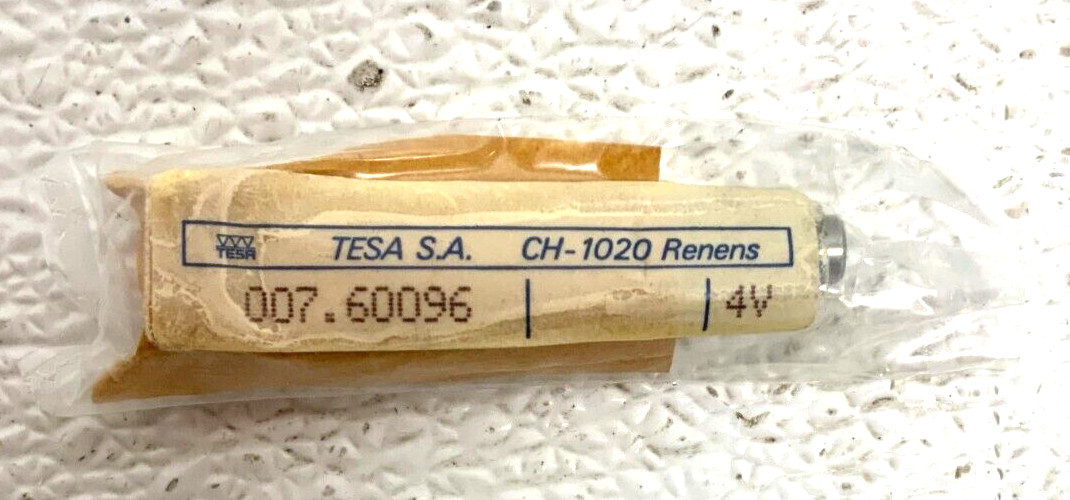 TESA TESA S.A. CH-1020 Renens
007.60096 4V